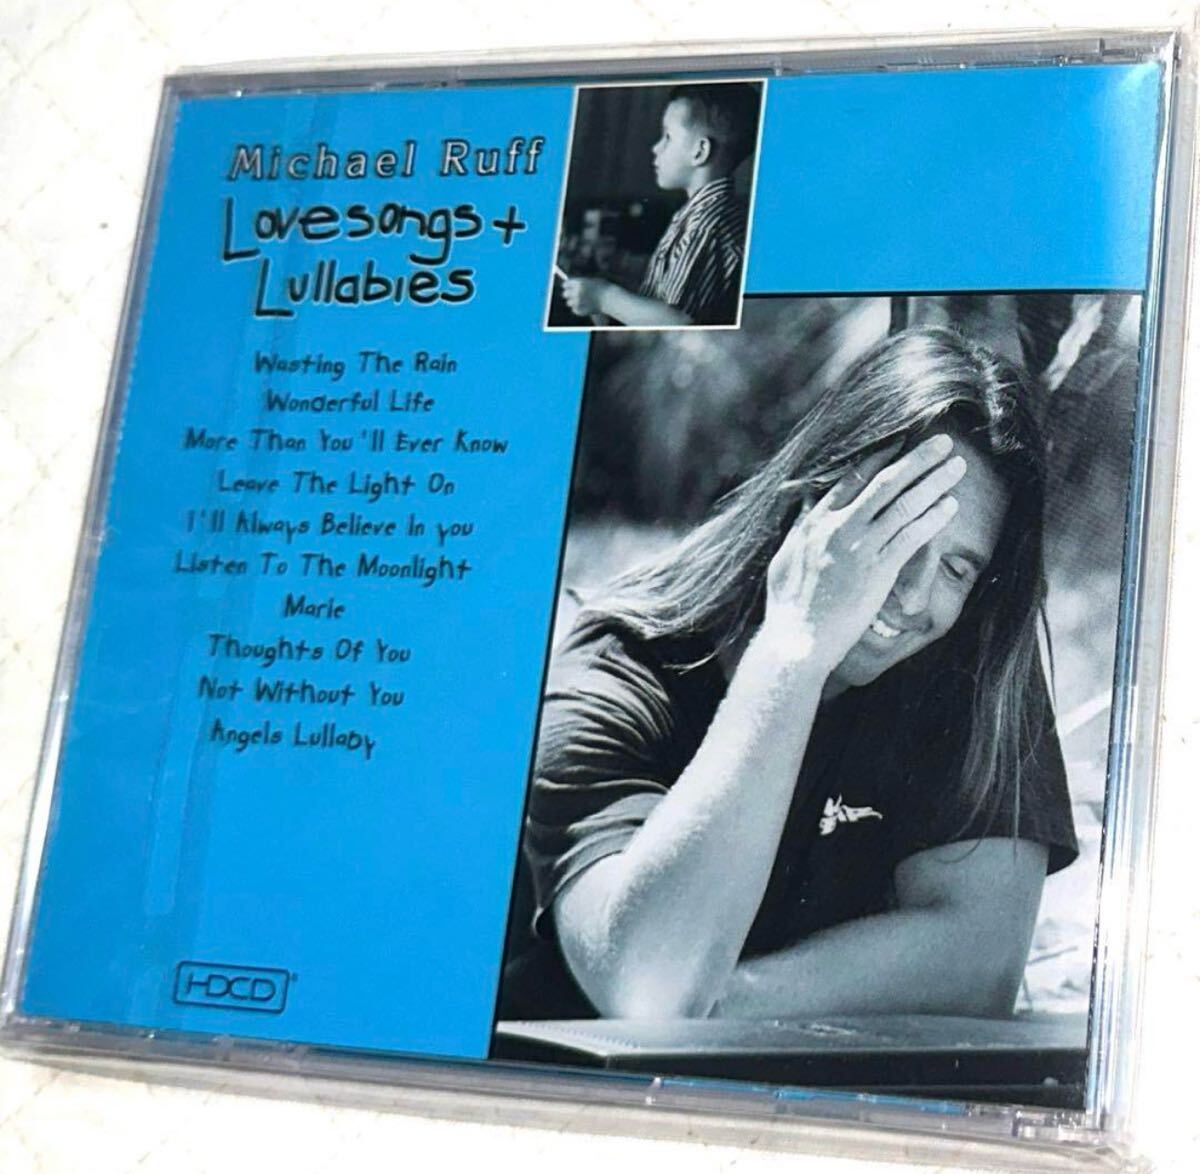 Michael Ruff
Lovesongs +
Lullabies
Wasting The Rain
Wonderful Life
More Than You'll Ever Know
Leave The Light On
I'll Always Believe In you
Listen To The Moonlight
Marie
Thoughts Of You
Not Without You
Angels Lullaby
HDCD®